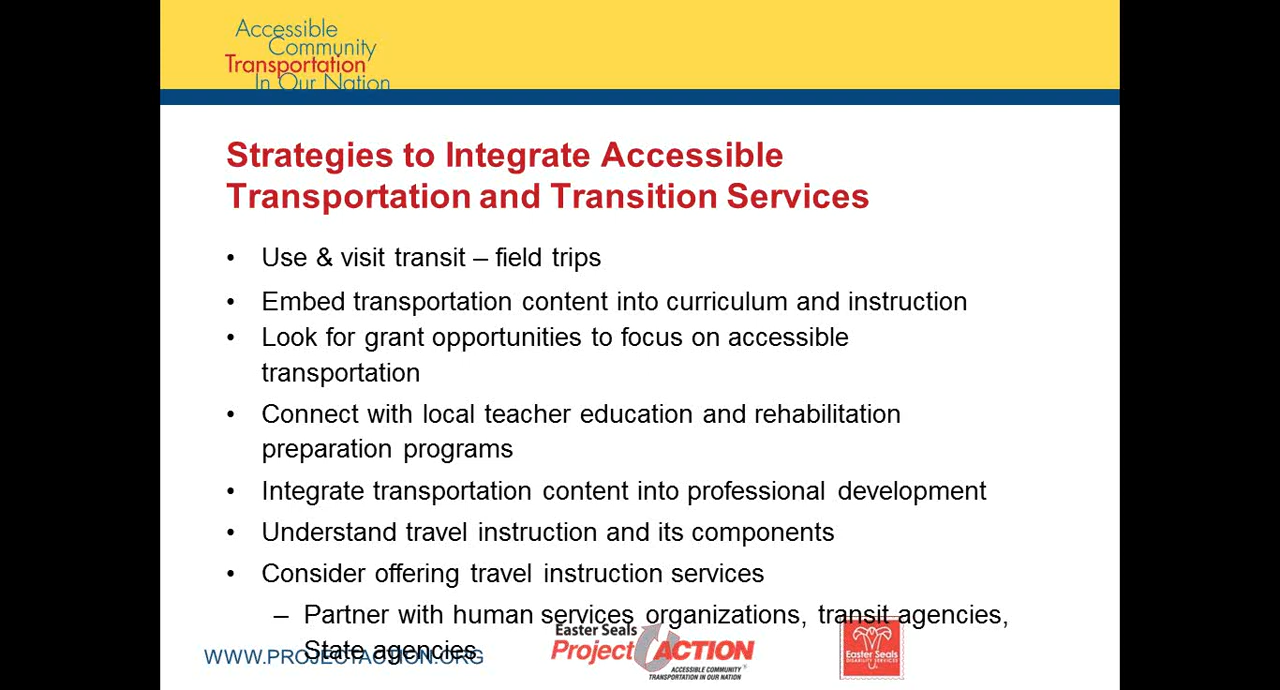 Accessible
Community
Transportation
In Our Nation
Strategies to Integrate Accessible
Transportation and Transition Services
• Use & visit transit – field trips
• Embed transportation content into curriculum and instruction
• Look for grant opportunities to focus on accessible
transportation
• Connect with local teacher education and rehabilitation
preparation programs
• Integrate transportation content into professional development
• Understand travel instruction and its components
• Consider offering travel instruction services
– Partner with human services organizations, transit agencies,
State agencies
WWW.PROJECTACTION.ORG
Easter Seals
Project ACTION
ACCESSIBLE COMMUNITY
TRANSPORTATION IN OUR NATION
Easter Seals
DISABILITY SERVICES